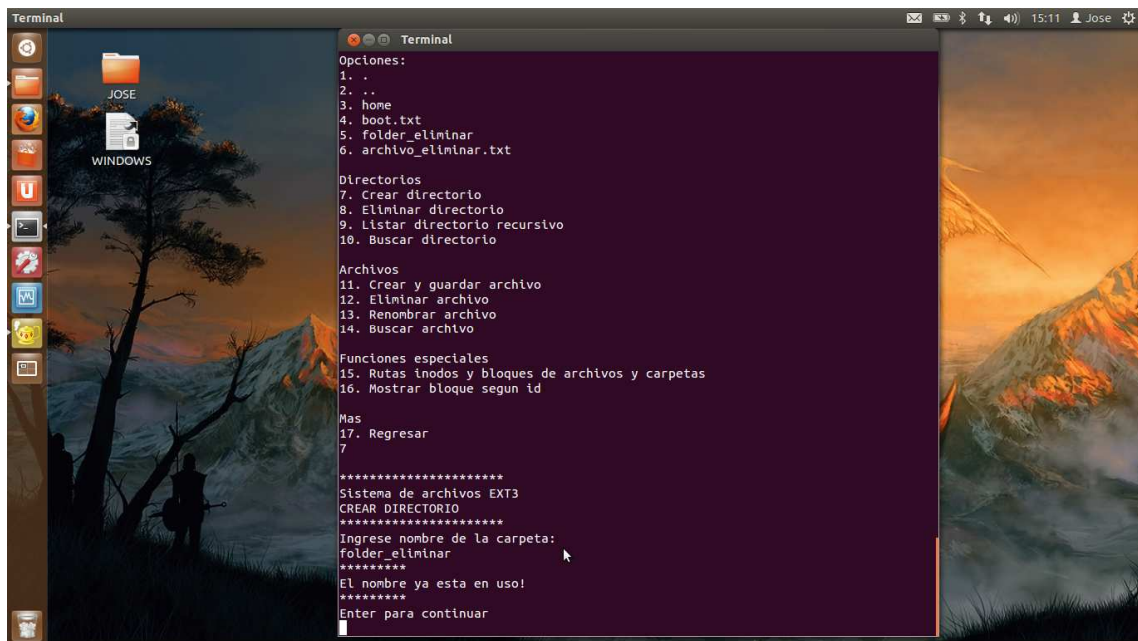 Terminal
15:11 Jose
JOSE
WINDOWS
Terminal
Opciones:
1. .
2. ..
3. home
4. boot.txt
5. folder_eliminar
6. archivo_eliminar.txt
Directorios
7. Crear directorio
8. Eliminar directorio
9. Listar directorio recursivo
10. Buscar directorio
Archivos
11. Crear y guardar archivo
12. Eliminar archivo
13. Renombrar archivo
14. Buscar archivo
Funciones especiales
15. Rutas inodos y bloques de archivos y carpetas
16. Mostrar bloque segun id
Mas
17. Regresar
7
**********************
Sistema de archivos EXT3
CREAR DIRECTORIO
**********************
Ingrese nombre de la carpeta:
folder_eliminar
*********
El nombre ya esta en uso!
*********
Enter para continuar